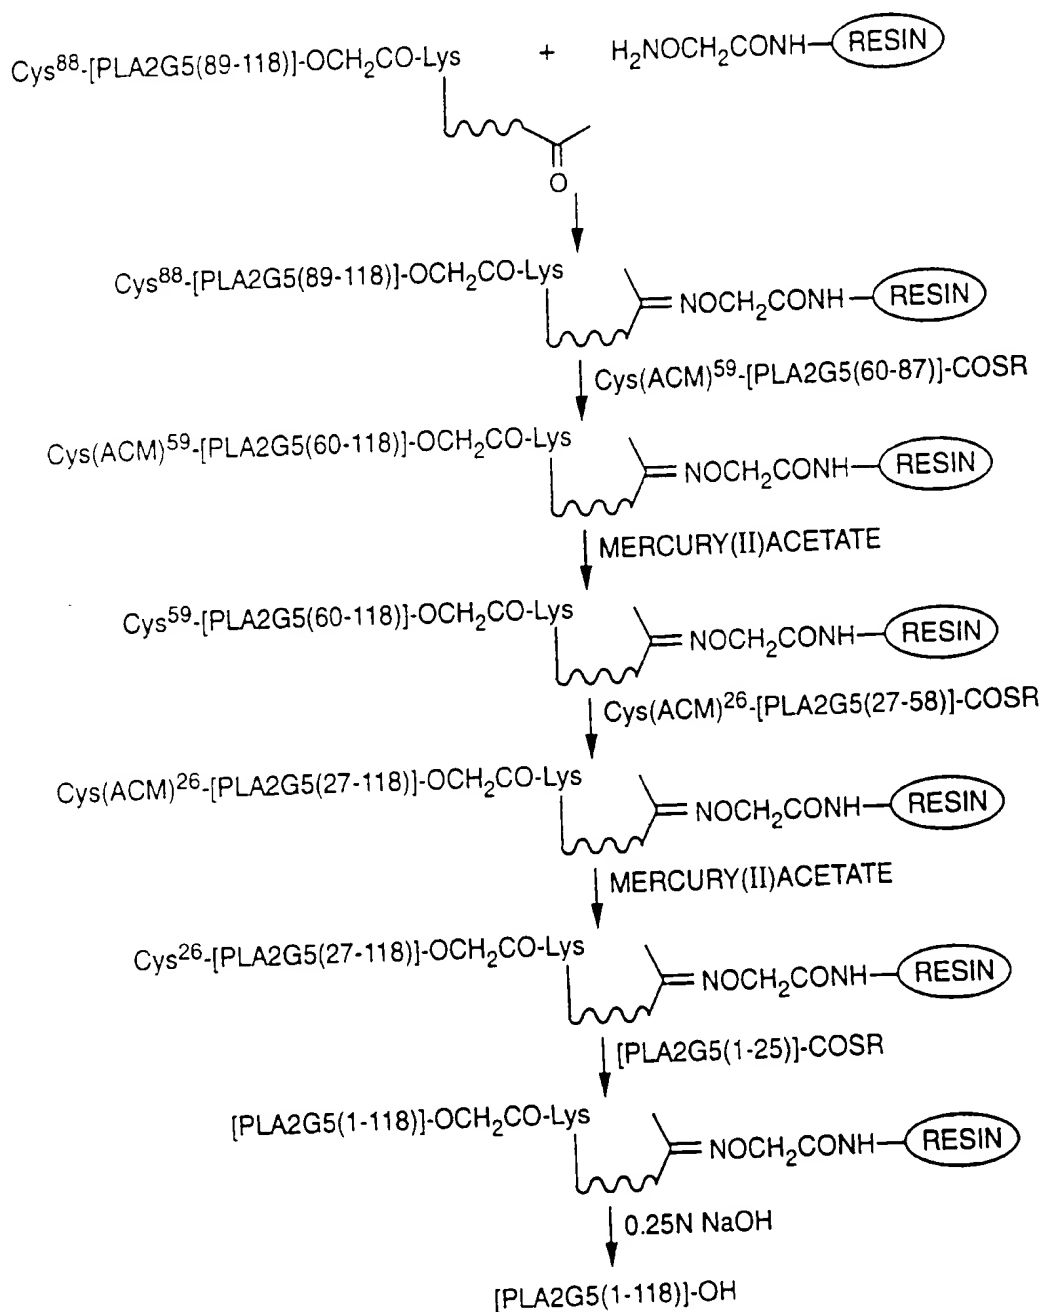 Cys88-[PLA2G5(89-118)]-OCH2CO-Lys + H2NOCH2CONH RESIN
O
Cys88-[PLA2G5(89-118)]-OCH2CO-Lys
NOCH2CONH RESIN
Cys(ACM)59-[PLA2G5(60-87)]-COSR
Cys(ACM)59-[PLA2G5(60-118)]-OCH2CO-Lys
NOCH2CONH RESIN
MERCURY(II)ACETATE
Cys59-[PLA2G5(60-118)]-OCH2CO-Lys
NOCH2CONH RESIN
Cys(ACM)26-[PLA2G5(27-58)]-COSR
Cys(ACM)26-[PLA2G5(27-118)]-OCH2CO-Lys
NOCH2CONH RESIN
MERCURY(II)ACETATE
Cys26-[PLA2G5(27-118)]-OCH2CO-Lys
NOCH2CONH RESIN
[PLA2G5(1-25)]-COSR
[PLA2G5(1-118)]-OCH2CO-Lys
NOCH2CONH RESIN
0.25N NaOH
[PLA2G5(1-118)]-OH